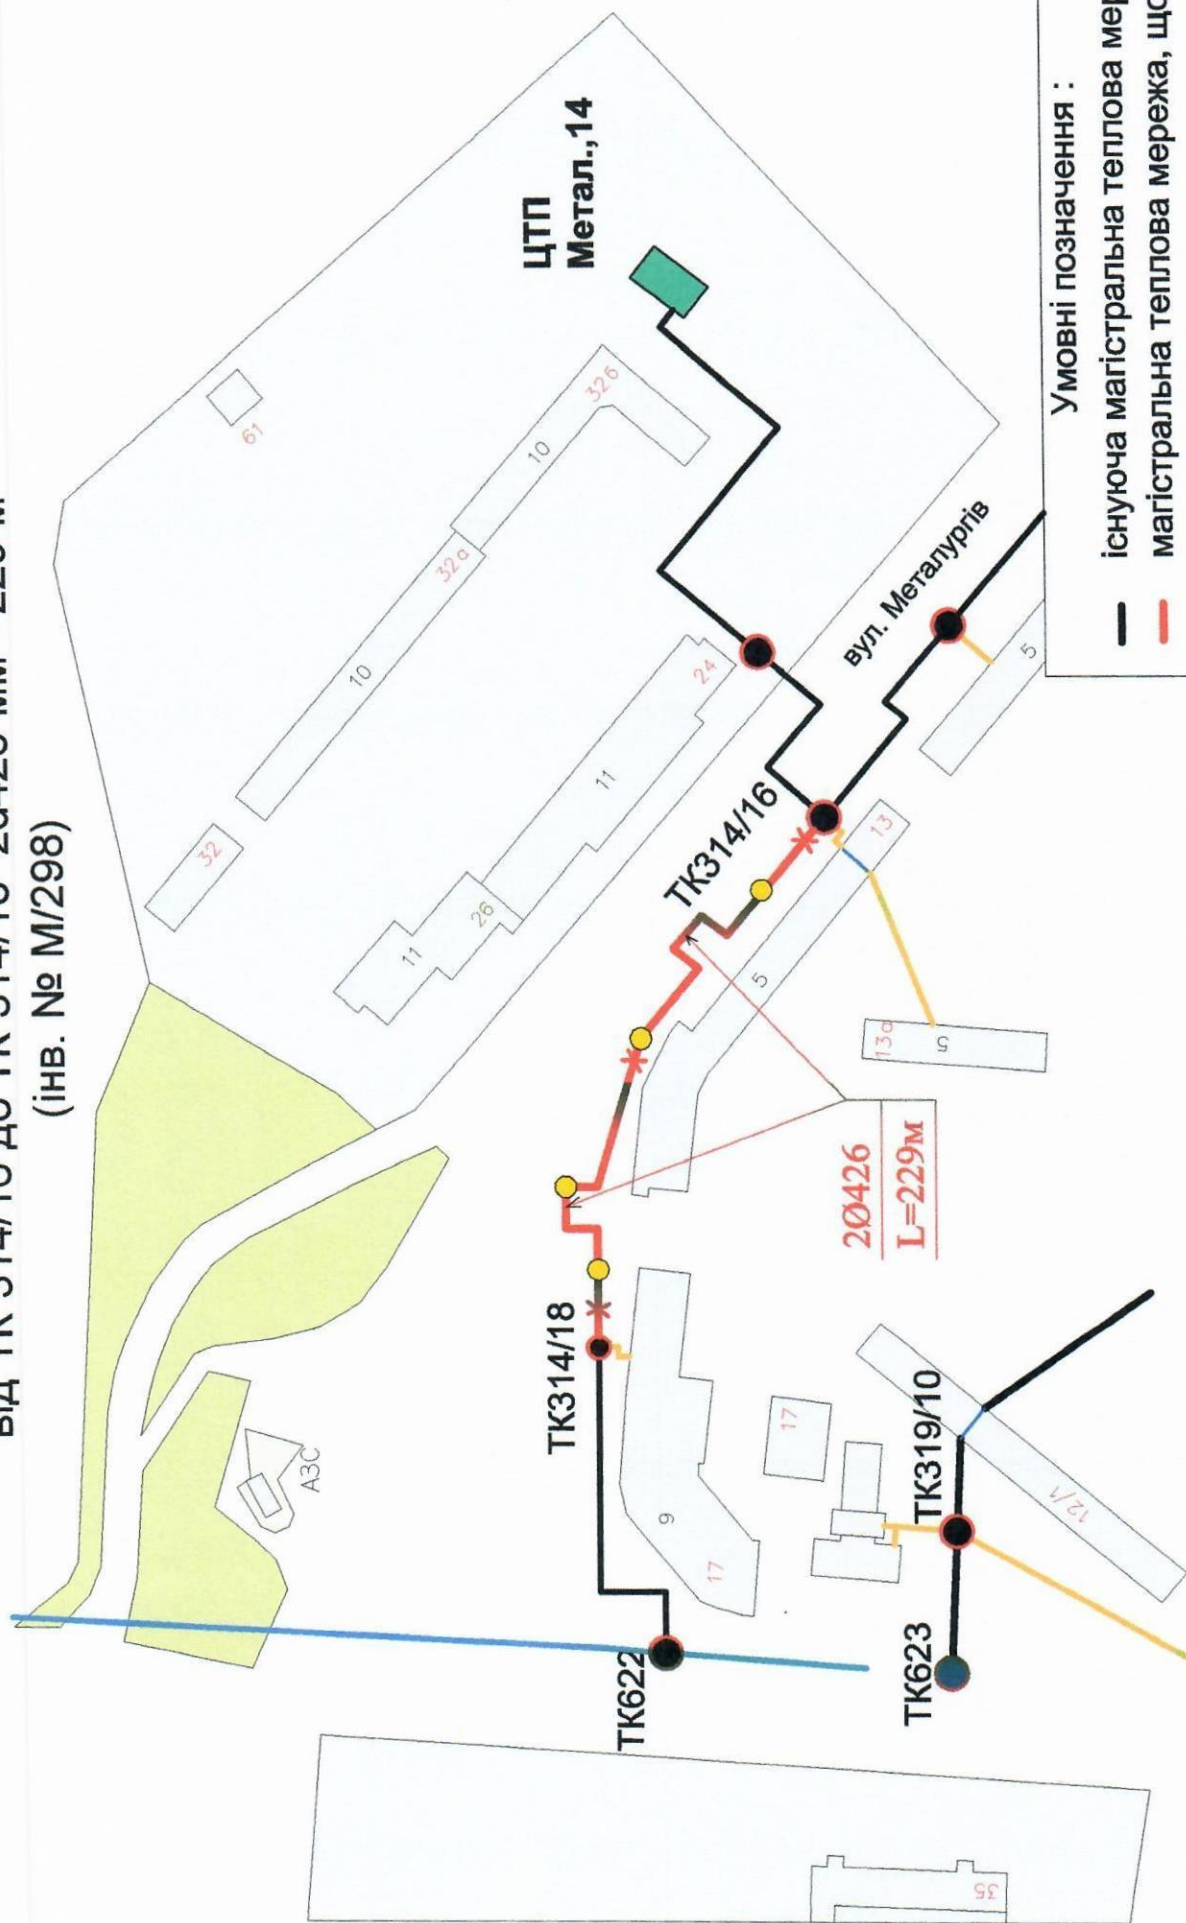 від ТК 314/16 до ТК 314/18 2d426 мм - 229 м
(інв. № М/298)
ЦТП
Метал.,14
61
32б
10
32а
10
32
24
11
26
11
вул. Металургів
5
ТК314/16
13
5
13а
5
2Ø426
L=229м
ТК314/18
АЗС
9
17
17
ТК319/10
12/1
ТК622
ТК623
35
Умовні позначення :
існуюча магістральна теплова мер
магістральна теплова мережа, що